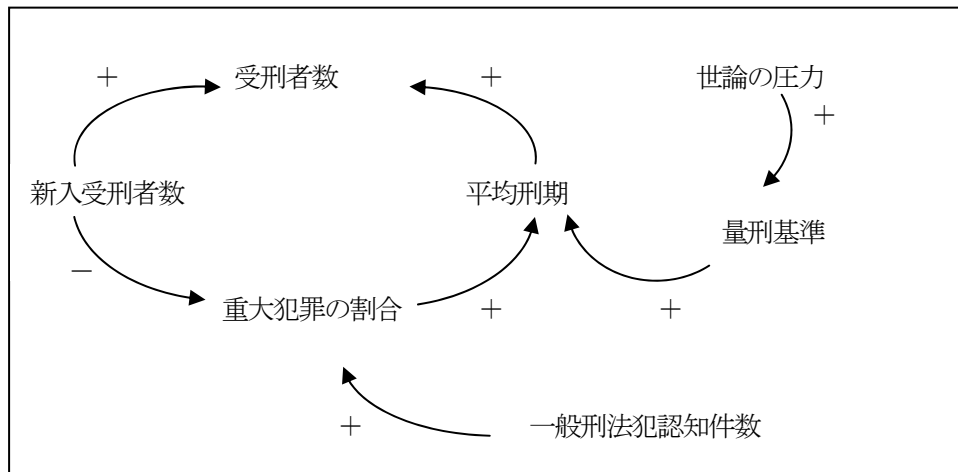 ＋ 受刑者数 ＋ 世論の圧力
＋
新入受刑者数 平均刑期
量刑基準
－
重大犯罪の割合 ＋ ＋
＋ 一般刑法犯認知件数